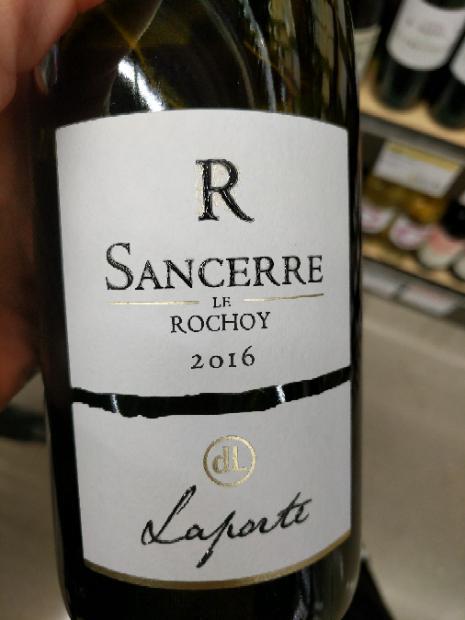 R
SANCERRE
LE
ROCHOY
2016
dL
Laporte